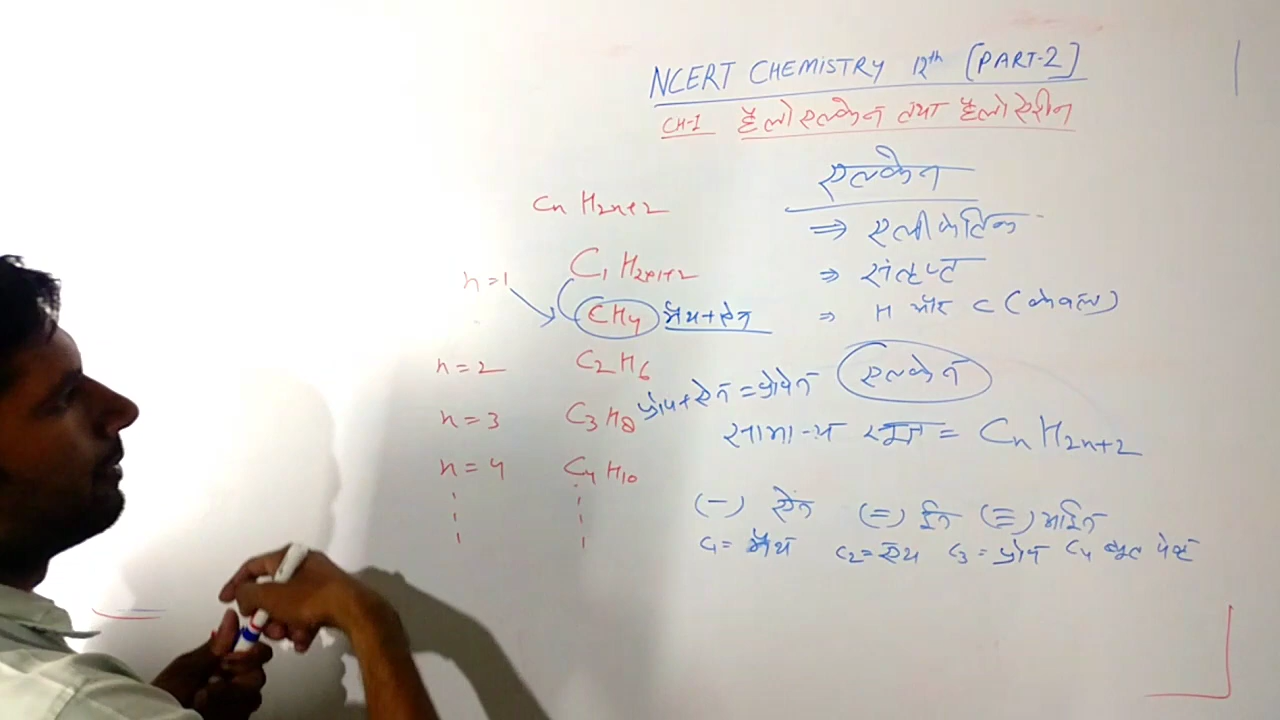 NCERT CHEMISTRY 12th [PART-2]
CH-1 हैलोएल्केन तथा हैलोऐरीन
एल्केन
⇒ एलीफेटिक
⇒ संतृप्त
⇒ H और C (केवल)
एल्केन
सामान्य सूत्र = CnH2n+2
(-) ऐन (=) ईन (≡) आईन
C1 = मैथ C2 = एथ C3 = प्रोप C4 ब्यूट पेन्ट
CnH2n+2
n=1 C1H2×1+2
CH4 मैथ+ऐन
n=2 C2H6
n=3 C3H8 प्रोप+ऐन = प्रोपेन
n=4 C4H10